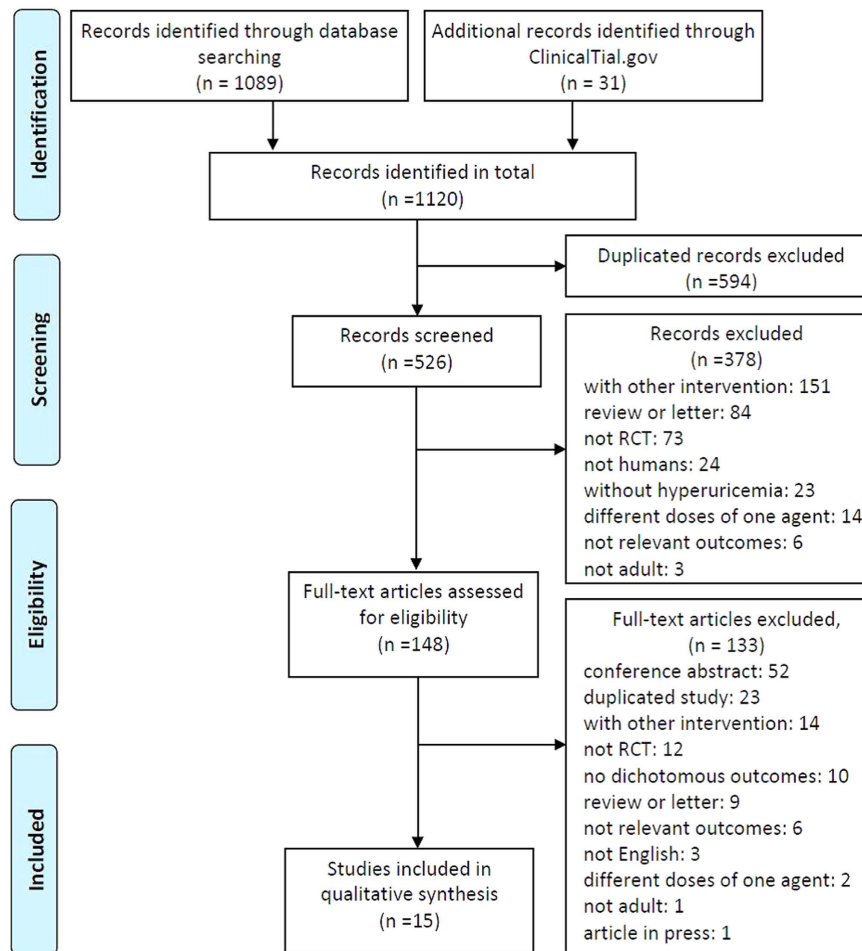 Identification
Records identified through database
searching
(n = 1089)
Additional records identified through
ClinicalTial.gov
(n = 31)
Records identified in total
(n =1120)
Screening
Duplicated records excluded
(n =594)
Records screened
(n =526)
Records excluded
(n =378)
with other intervention: 151
review or letter: 84
not RCT: 73
not humans: 24
without hyperuricemia: 23
different doses of one agent: 14
not relevant outcomes: 6
not adult: 3
Eligibility
Full-text articles assessed
for eligibility
(n =148)
Full-text articles excluded,
(n = 133)
conference abstract: 52
duplicated study: 23
with other intervention: 14
not RCT: 12
no dichotomous outcomes: 10
review or letter: 9
not relevant outcomes: 6
not English: 3
different doses of one agent: 2
not adult: 1
article in press: 1
Included
Studies included in
qualitative synthesis
(n =15)